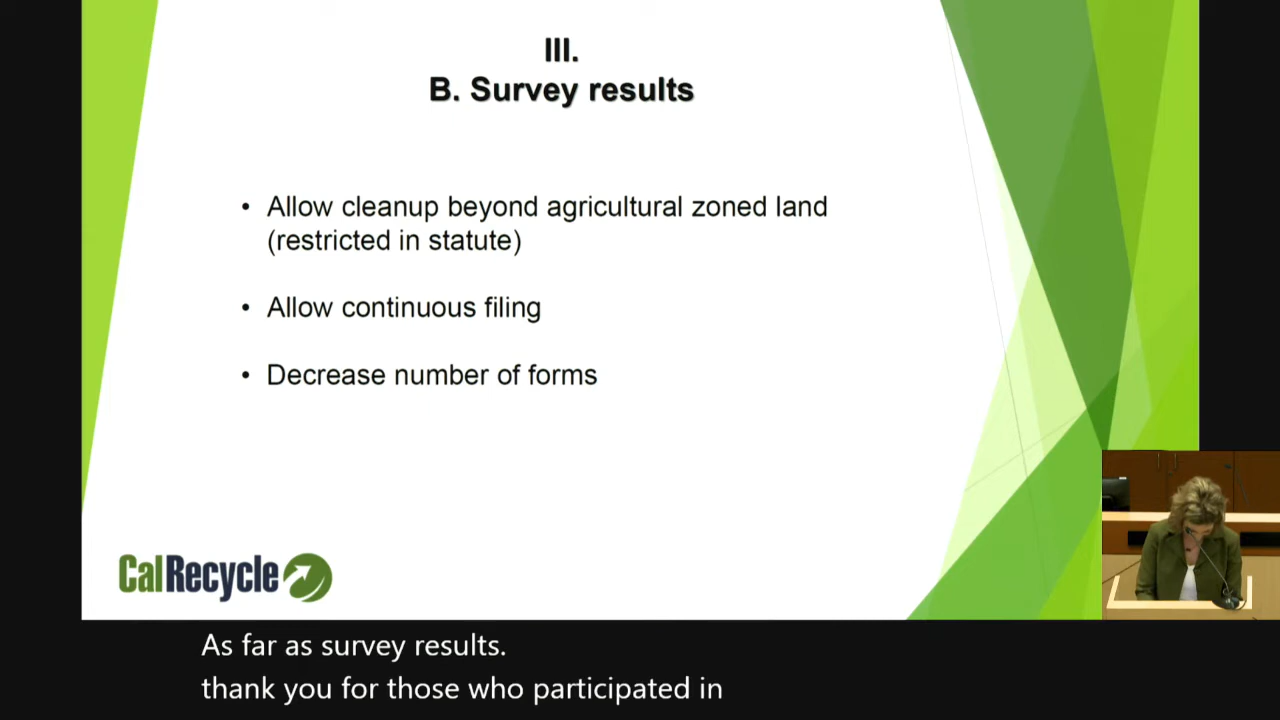 III.
B. Survey results
• Allow cleanup beyond agricultural zoned land
(restricted in statute)
• Allow continuous filing
• Decrease number of forms
CalRecycle
As far as survey results.
thank you for those who participated in